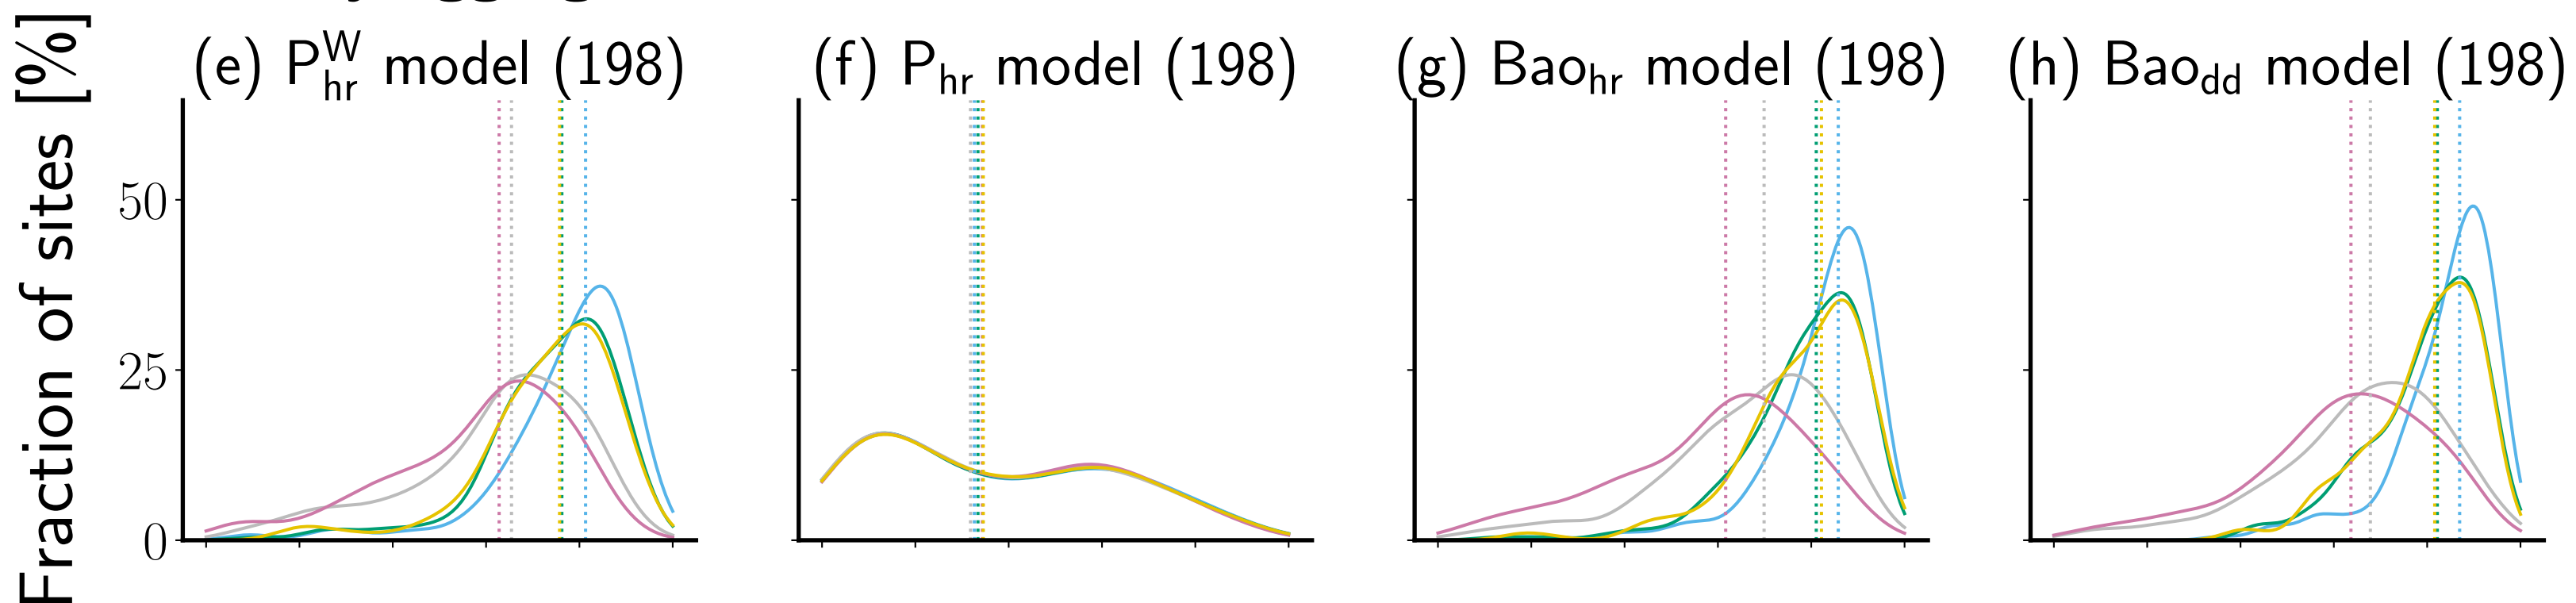 Fraction of sites [%]
(e) P^W_hr model (198)
(f) P_hr model (198)
(g) Bao_hr model (198)
(h) Bao_dd model (198)
50
25
0